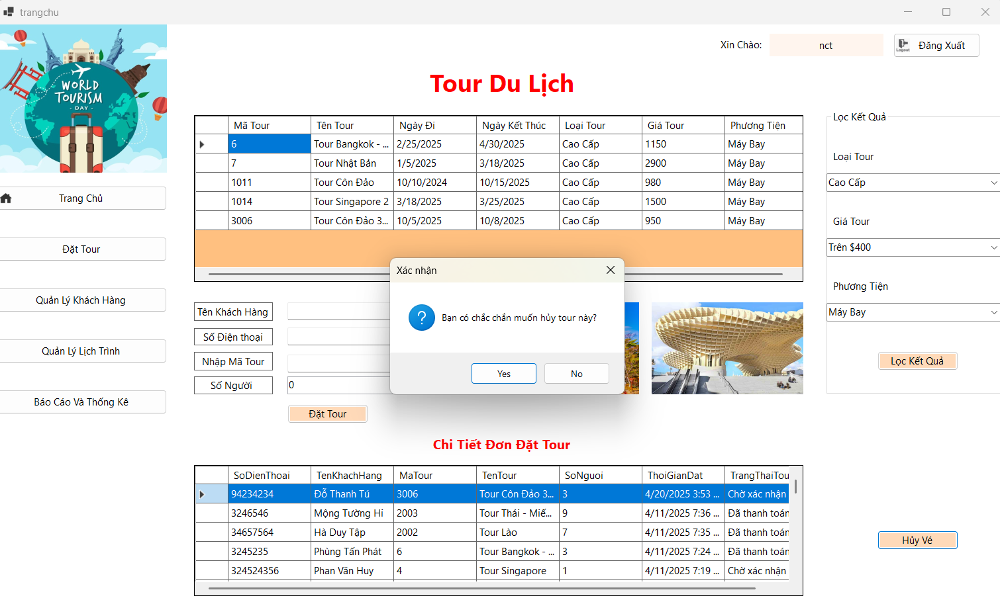 trangchu
Xin Chào: nct Đăng Xuất
Logout
WORLD
TOURISM
- DAY -
Tour Du Lịch
Trang Chủ
Đặt Tour
Quản Lý Khách Hàng
Quản Lý Lịch Trình
Báo Cáo Và Thống Kê
Mã Tour Tên Tour Ngày Đi Ngày Kết Thúc Loại Tour Giá Tour Phương Tiện
6 Tour Bangkok - ... 2/25/2025 4/30/2025 Cao Cấp 1150 Máy Bay
7 Tour Nhật Bản 1/5/2025 3/18/2025 Cao Cấp 2900 Máy Bay
1011 Tour Côn Đảo 10/10/2024 10/15/2025 Cao Cấp 980 Máy Bay
1014 Tour Singapore 2 3/18/2025 3/25/2025 Cao Cấp 1500 Máy Bay
3006 Tour Côn Đảo 3... 10/5/2025 10/8/2025 Cao Cấp 950 Máy Bay
Lọc Kết Quả
Loại Tour
Cao Cấp
Giá Tour
Trên $400
Phương Tiện
Máy Bay
Lọc Kết Quả
Xác nhận
Bạn có chắc chắn muốn hủy tour này?
Yes No
Tên Khách Hàng
Số Điện thoại
Nhập Mã Tour
Số Người 0
Đặt Tour
Chi Tiết Đơn Đặt Tour
SoDienThoai TenKhachHang MaTour TenTour SoNguoi ThoiGianDat TrangThaiTou
94234234 Đỗ Thanh Tú 3006 Tour Côn Đảo 3... 3 4/20/2025 3:53 ... Chờ xác nhận
3246546 Mộng Tường Hi 2003 Tour Thái - Miế... 9 4/11/2025 7:36 ... Đã thanh toán
34657564 Hà Duy Tập 2002 Tour Lào 7 4/11/2025 7:35 ... Đã thanh toán
3245235 Phùng Tấn Phát 6 Tour Bangkok - ... 3 4/11/2025 7:24 ... Đã thanh toán
324524356 Phan Văn Huy 4 Tour Singapore 1 4/11/2025 7:19 ... Chờ xác nhận
Hủy Vé